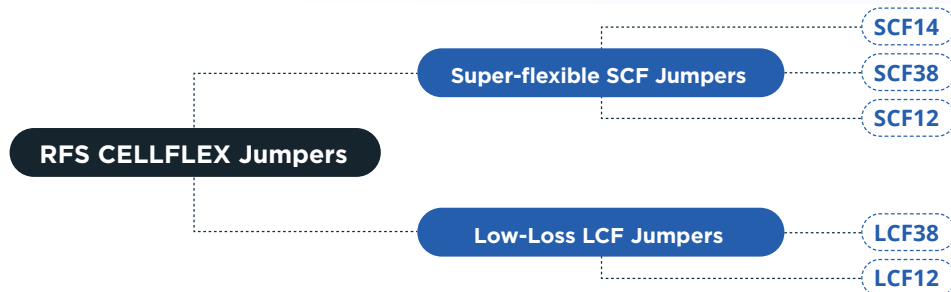 SCF14
Super-flexible SCF Jumpers
SCF38
SCF12
RFS CELLFLEX Jumpers
Low-Loss LCF Jumpers
LCF38
LCF12